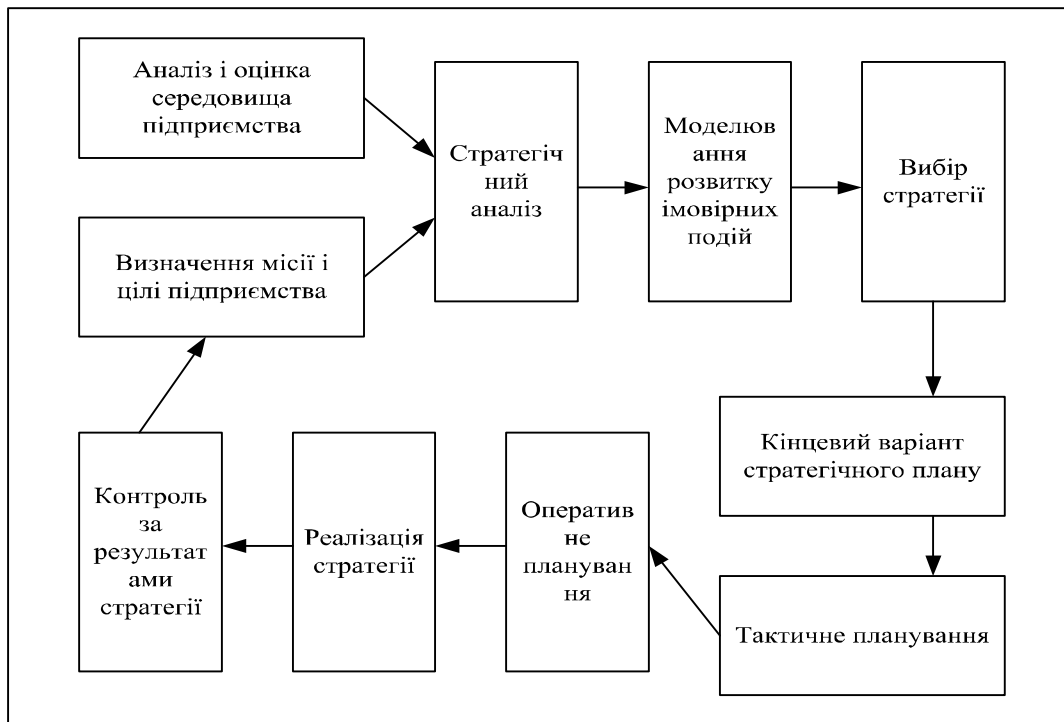 Аналіз і оцінка
середовища
підприємства
Стратегіч
ний
аналіз
Моделюв
ання
розвитку
імовірних
подій
Вибір
стратегії
Визначення місії і
цілі підприємства
Кінцевий варіант
стратегічного плану
Тактичне планування
Оператив
не
плануван
ня
Реалізація
стратегії
Контроль
за
результат
ами
стратегії